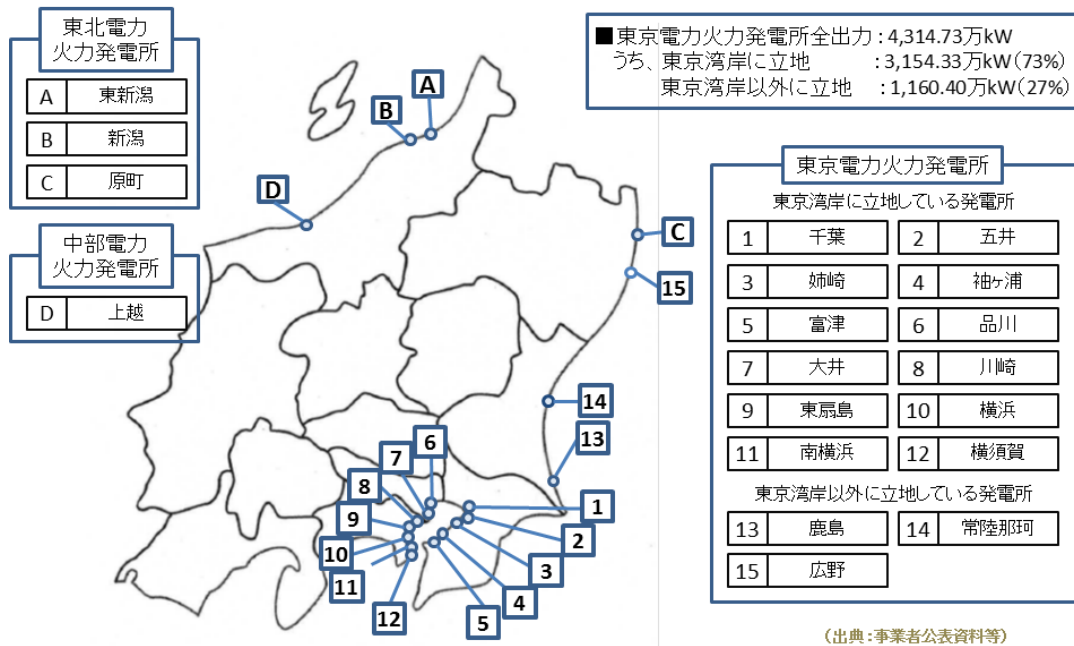 東北電力
火力発電所
A 東新潟
B 新潟
C 原町
中部電力
火力発電所
D 上越
■東京電力火力発電所全出力:4,314.73万kW
うち、東京湾岸に立地 :3,154.33万kW(73%)
東京湾岸以外に立地 :1,160.40万kW(27%)
東京電力火力発電所
東京湾岸に立地している発電所
1 千葉 2 五井
3 姉崎 4 袖ヶ浦
5 富津 6 品川
7 大井 8 川崎
9 東扇島 10 横浜
11 南横浜 12 横須賀
東京湾岸以外に立地している発電所
13 鹿島 14 常陸那珂
15 広野
A
B
D
C
15
14
13
6
7
8
9
10
11
12
1
2
3
4
5
(出典:事業者公表資料等)